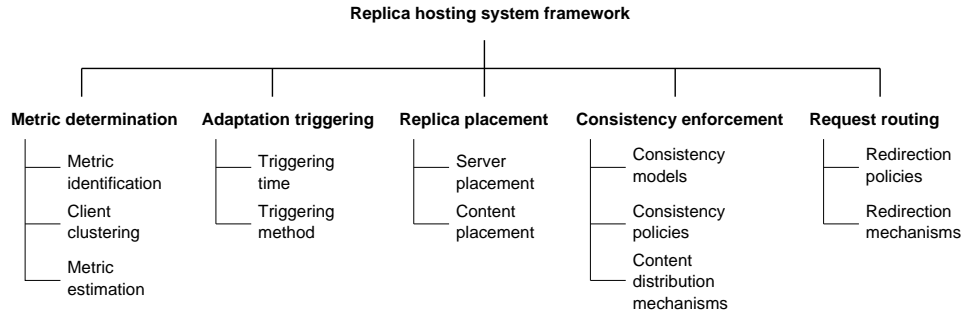 Replica hosting system framework
Metric determination
Adaptation triggering
Replica placement
Consistency enforcement
Request routing
Metric
identification
Client
clustering
Metric
estimation
Triggering
time
Triggering
method
Server
placement
Content
placement
Consistency
models
Consistency
policies
Content
distribution
mechanisms
Redirection
policies
Redirection
mechanisms